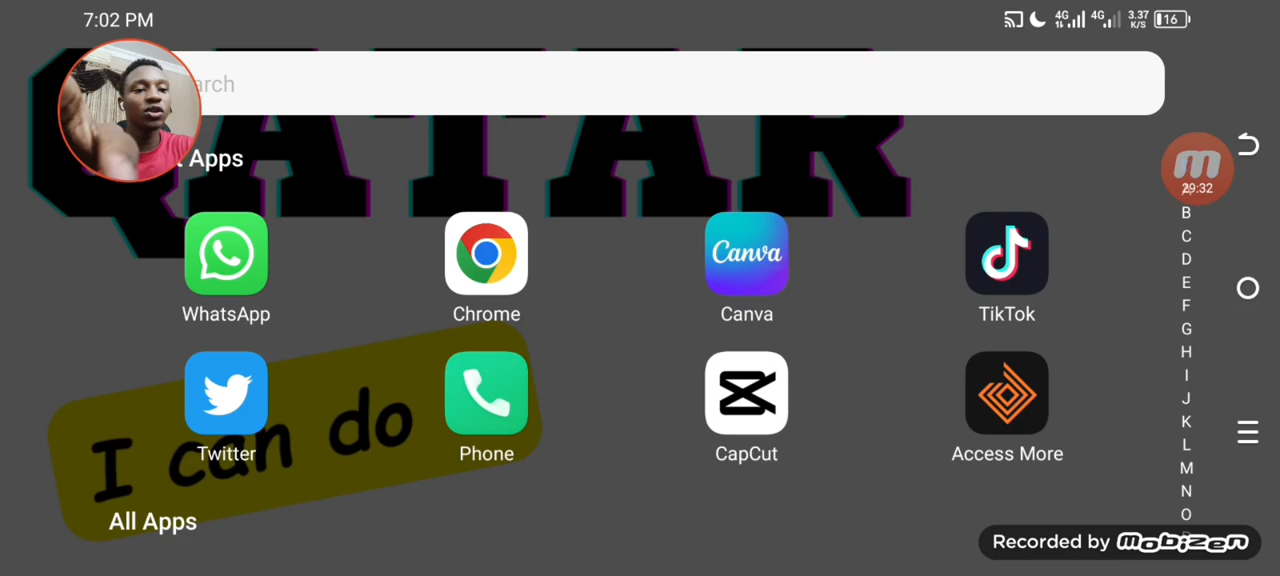 7:02 PM 4G 4G 3.37 K/S 16
arch
QATAR
Apps
29:32
Canva
WhatsApp Chrome Canva TikTok
I can do
Twitter Phone CapCut Access More
All Apps
B
C
D
E
F
G
H
I
J
K
L
M
N
O
Recorded by mobizen